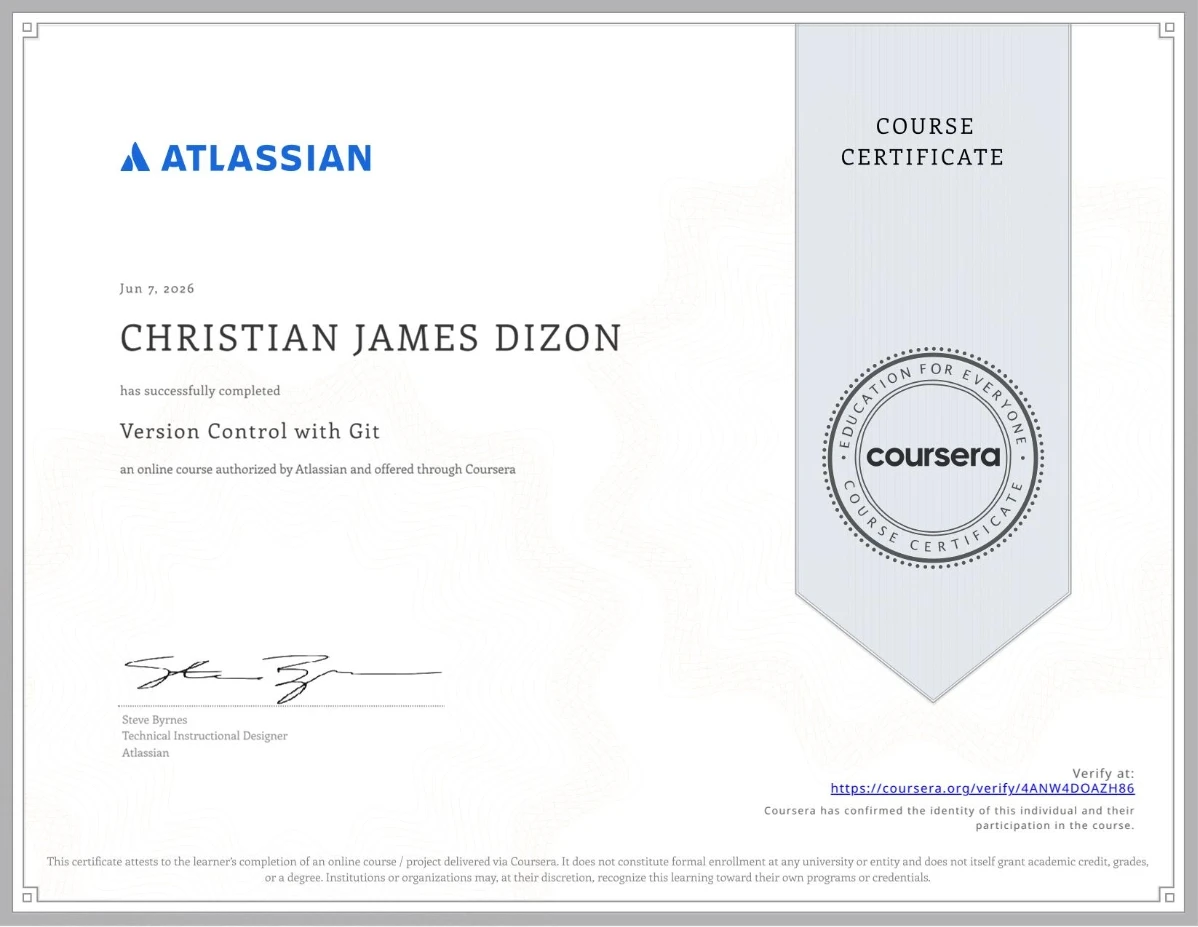 ATLASSIAN
COURSE
CERTIFICATE
Jun 7, 2026
CHRISTIAN JAMES DIZON
has successfully completed
Version Control with Git
an online course authorized by Atlassian and offered through Coursera
EDUCATION FOR EVERYONE
coursera
COURSE CERTIFICATE
Steve Byrnes
Technical Instructional Designer
Atlassian
Verify at:
https://coursera.org/verify/4ANW4DOAZH86
Coursera has confirmed the identity of this individual and their
participation in the course.
This certificate attests to the learner's completion of an online course / project delivered via Coursera. It does not constitute formal enrollment at any university or entity and does not itself grant academic credit, grades,
or a degree. Institutions or organizations may, at their discretion, recognize this learning toward their own programs or credentials.